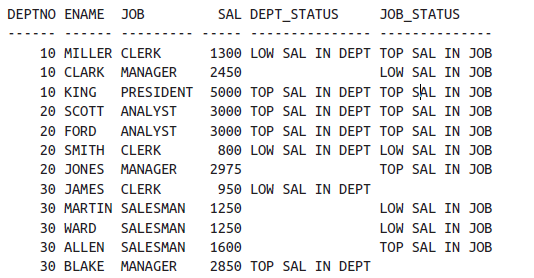 DEPTNO ENAME  JOB         SAL DEPT_STATUS     JOB_STATUS
------ ------ --------- ----- --------------- --------------
    10 MILLER CLERK      1300 LOW SAL IN DEPT TOP SAL IN JOB
    10 CLARK  MANAGER    2450                 LOW SAL IN JOB
    10 KING   PRESIDENT  5000 TOP SAL IN DEPT TOP SAL IN JOB
    20 SCOTT  ANALYST    3000 TOP SAL IN DEPT TOP SAL IN JOB
    20 FORD   ANALYST    3000 TOP SAL IN DEPT TOP SAL IN JOB
    20 SMITH  CLERK       800 LOW SAL IN DEPT LOW SAL IN JOB
    20 JONES  MANAGER    2975                 TOP SAL IN JOB
    30 JAMES  CLERK       950 LOW SAL IN DEPT
    30 MARTIN SALESMAN   1250                 LOW SAL IN JOB
    30 WARD   SALESMAN   1250                 LOW SAL IN JOB
    30 ALLEN  SALESMAN   1600                 TOP SAL IN JOB
    30 BLAKE  MANAGER    2850 TOP SAL IN DEPT